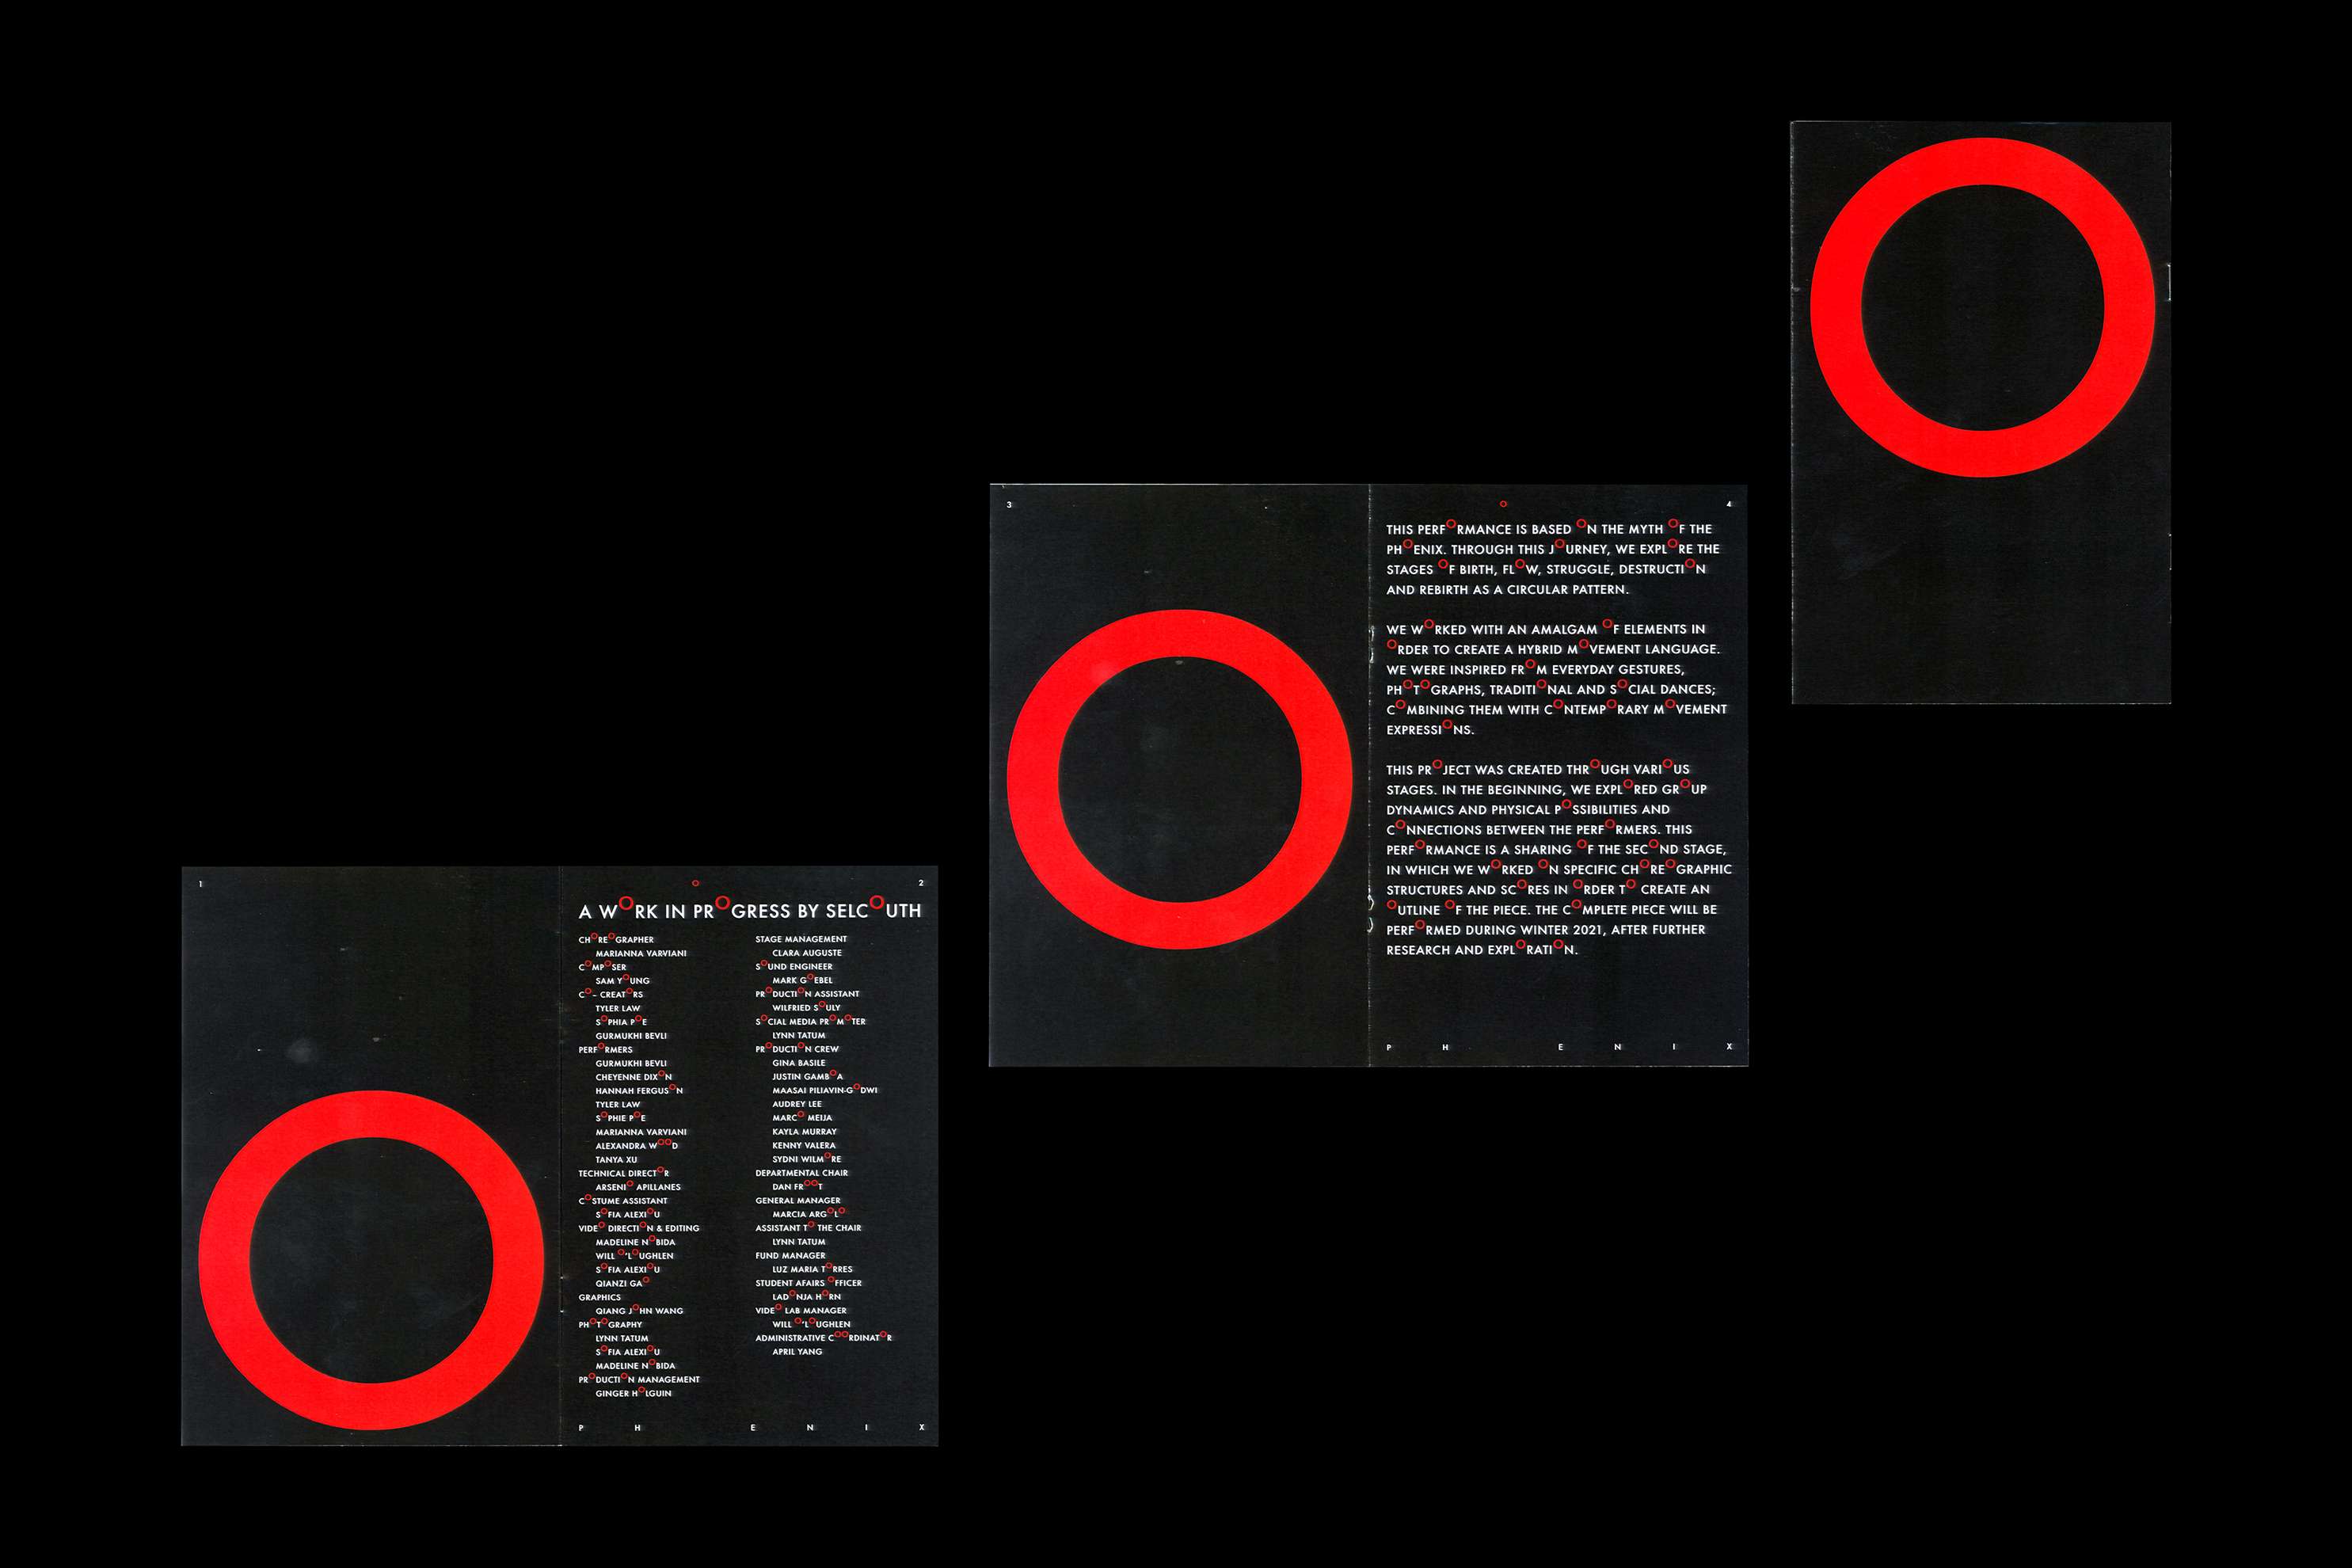 1
O
2
A WORK IN PROGRESS BY SELCOUTH
CHOREOGRAPHER
MARIANNA VARVIANI
COMPOSER
SAM YOUNG
CO- CREATORS
TYLER LAW
SOPHIA POE
GURMUKHI BEVLI
PERFORMERS
GURMUKHI BEVLI
CHEYENNE DIXON
HANNAH FERGUSON
TYLER LAW
SOPHIE POE
MARIANNA VARVIANI
ALEXANDRA WOOD
TANYA XU
TECHNICAL DIRECTOR
ARSENIO APILLANES
COSTUME ASSISTANT
SOFIA ALEXIOU
VIDEO DIRECTION & EDITING
MADELINE NOBIDA
WILL O'LOUGHLEN
SOFIA ALEXIOU
QIANZI GAO
GRAPHICS
QIANG JOHN WANG
PHOTOGRAPHY
LYNN TATUM
SOFIA ALEXIOU
MADELINE NOBIDA
PRODUCTION MANAGEMENT
GINGER HOLGUIN
STAGE MANAGEMENT
CLARA AUGUSTE
SOUND ENGINEER
MARK GOEBEL
PRODUCTION ASSISTANT
WILFRIED SOULY
SOCIAL MEDIA PROMOTER
LYNN TATUM
PRODUCTION CREW
GINA BASILE
JUSTIN GAMBOA
MAASAI PILIAVIN-GODWI
AUDREY LEE
MARCO MEIJA
KAYLA MURRAY
KENNY VALERA
SYDNI WILMORE
DEPARTMENTAL CHAIR
DAN FROOT
GENERAL MANAGER
MARCIA ARGOLO
ASSISTANT TO THE CHAIR
LYNN TATUM
FUND MANAGER
LUZ MARIA TORRES
STUDENT AFAIRS OFFICER
LADONJA HORN
VIDEO LAB MANAGER
WILL O'LOUGHLEN
ADMINISTRATIVE COORDINATOR
APRIL YANG
P H E N I X
O
3
O
4
THIS PERFORMANCE IS BASED ON THE MYTH OF THE
PHOENIX. THROUGH THIS JOURNEY, WE EXPLORE THE
STAGES OF BIRTH, FLOW, STRUGGLE, DESTRUCTION
AND REBIRTH AS A CIRCULAR PATTERN.
WE WORKED WITH AN AMALGAM OF ELEMENTS IN
ORDER TO CREATE A HYBRID MOVEMENT LANGUAGE.
WE WERE INSPIRED FROM EVERYDAY GESTURES,
PHOTOGRAPHS, TRADITIONAL AND SOCIAL DANCES;
COMBINING THEM WITH CONTEMPORARY MOVEMENT
EXPRESSIONS.
THIS PROJECT WAS CREATED THROUGH VARIOUS
STAGES. IN THE BEGINNING, WE EXPLORED GROUP
DYNAMICS AND PHYSICAL POSSIBILITIES AND
CONNECTIONS BETWEEN THE PERFORMERS. THIS
PERFORMANCE IS A SHARING OF THE SECOND STAGE,
IN WHICH WE WORKED ON SPECIFIC CHOREOGRAPHIC
STRUCTURES AND SCORES IN ORDER TO CREATE AN
OUTLINE OF THE PIECE. THE COMPLETE PIECE WILL BE
PERFORMED DURING WINTER 2021, AFTER FURTHER
RESEARCH AND EXPLORATION.
P H E N I X
O
O